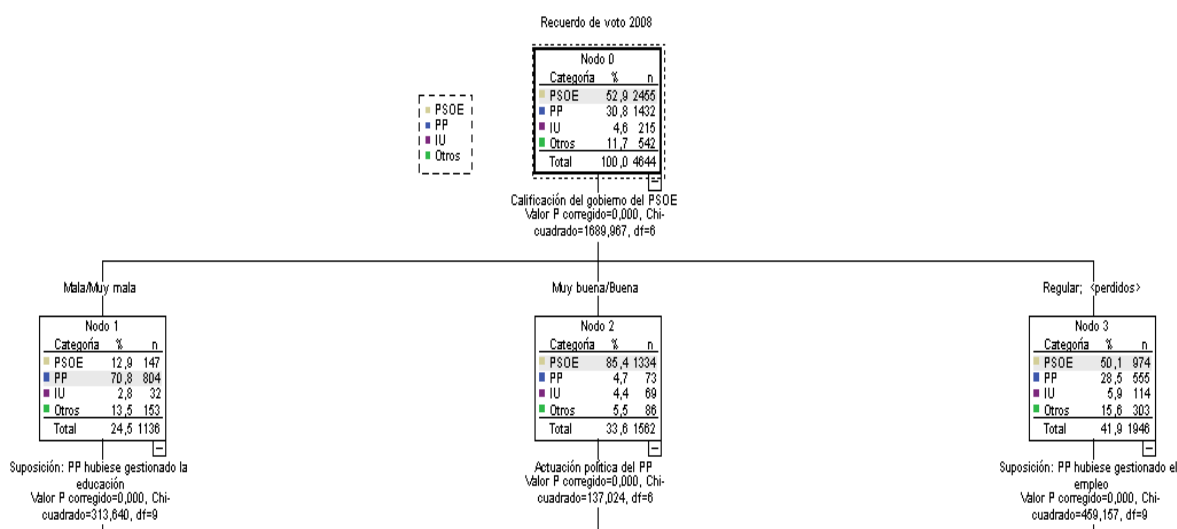 Recuerdo de voto 2008
Nodo 0
Categoría % n
PSOE 52,9 2455
PP 30,8 1432
IU 4,6 215
Otros 11,7 542
Total 100,0 4644
PSOE
PP
IU
Otros
Calificación del gobierno del PSOE
Valor P corregido=0,000, Chi-
cuadrado=1689,967, df=6
Mala/Muy mala
Muy buena/Buena
Regular; <perdidos>
Nodo 1
Categoría % n
PSOE 12,9 147
PP 70,8 804
IU 2,8 32
Otros 13,5 153
Total 24,5 1136
Suposición: PP hubiese gestionado la
educación
Valor P corregido=0,000, Chi-
cuadrado=313,640, df=9
Nodo 2
Categoría % n
PSOE 85,4 1334
PP 4,7 73
IU 4,4 69
Otros 5,5 86
Total 33,6 1562
Actuación política del PP
Valor P corregido=0,000, Chi-
cuadrado=137,024, df=6
Nodo 3
Categoría % n
PSOE 50,1 974
PP 28,5 555
IU 5,9 114
Otros 15,6 303
Total 41,9 1946
Suposición: PP hubiese gestionado el
empleo
Valor P corregido=0,000, Chi-
cuadrado=459,157, df=9